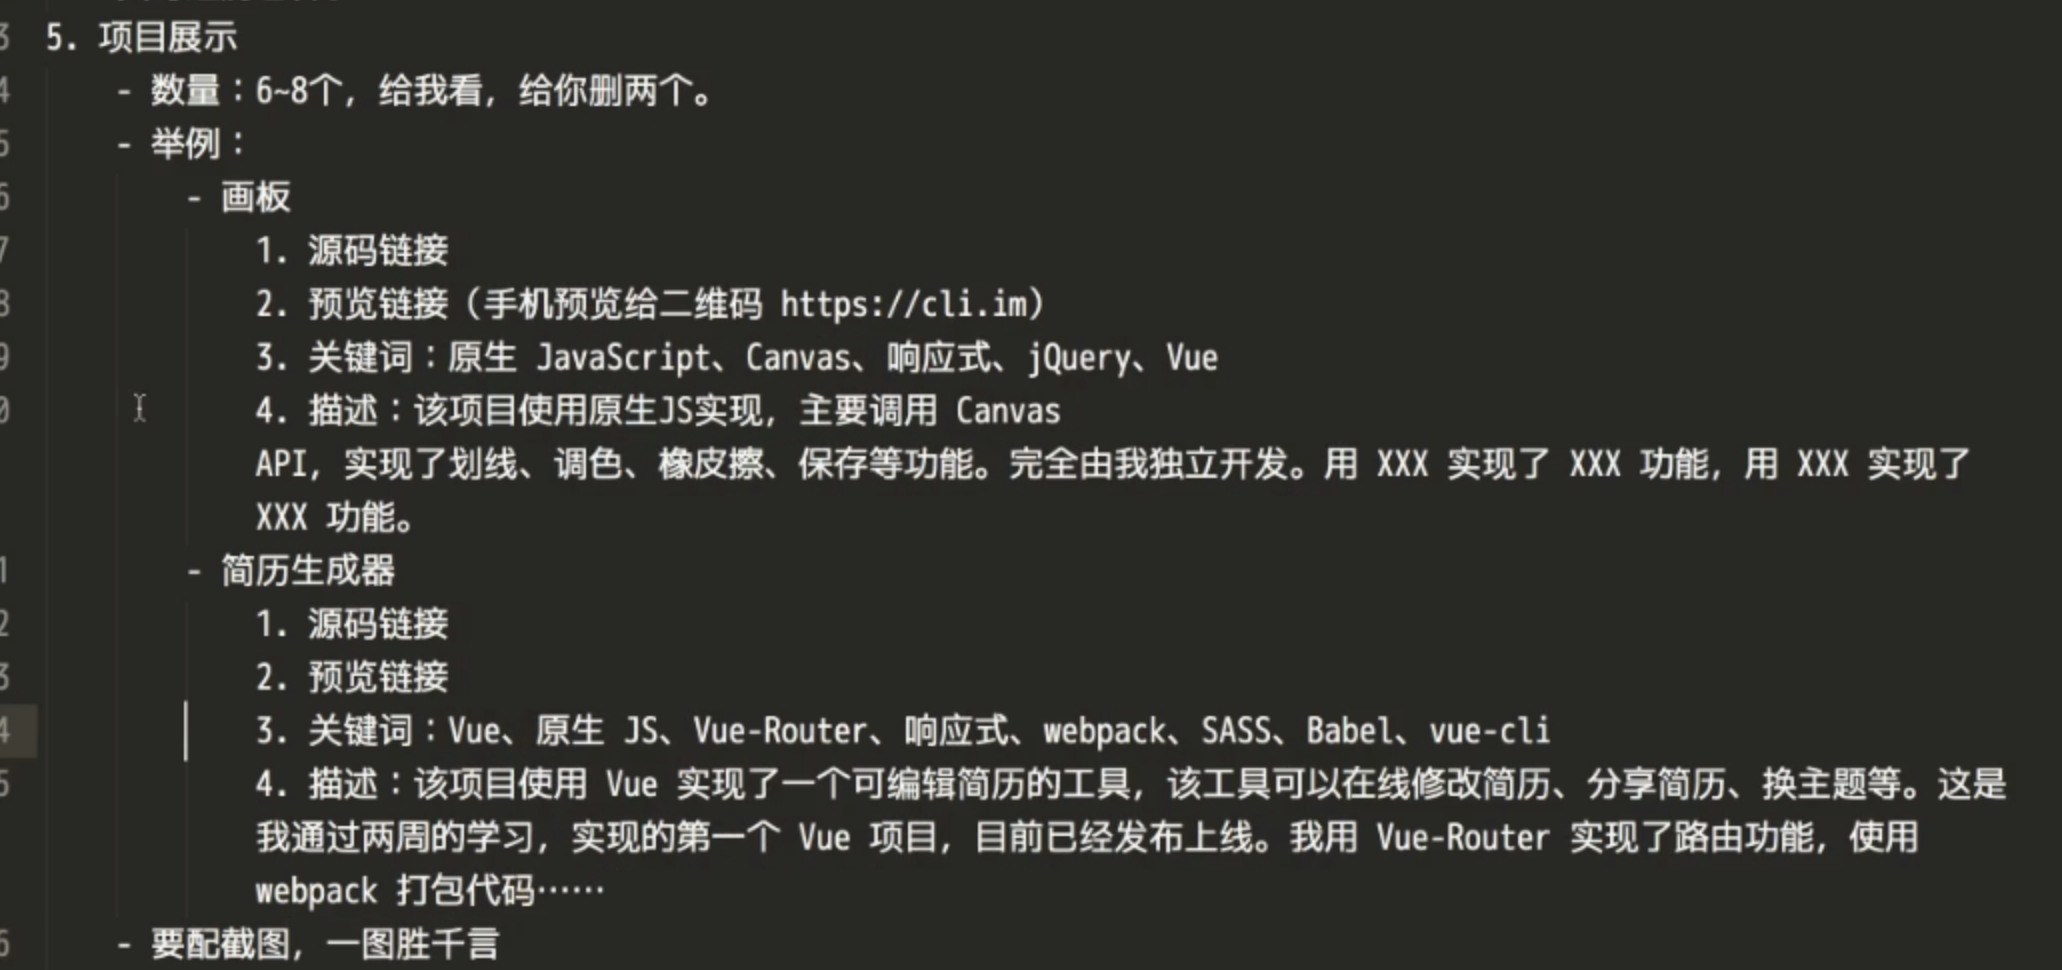 5. 项目展示
- 数量：6~8个，给我看，给你删两个。
- 举例：
- 画板
1. 源码链接
2. 预览链接（手机预览给二维码 https://cli.im）
3. 关键词：原生 JavaScript、Canvas、响应式、jQuery、Vue
4. 描述：该项目使用原生JS实现，主要调用 Canvas
API，实现了划线、调色、橡皮擦、保存等功能。完全由我独立开发。用 XXX 实现了 XXX 功能，用 XXX 实现了
XXX 功能。
- 简历生成器
1. 源码链接
2. 预览链接
3. 关键词：Vue、原生 JS、Vue-Router、响应式、webpack、SASS、Babel、vue-cli
4. 描述：该项目使用 Vue 实现了一个可编辑简历的工具，该工具可以在线修改简历、分享简历、换主题等。这是
我通过两周的学习，实现的第一个 Vue 项目，目前已经发布上线。我用 Vue-Router 实现了路由功能，使用
webpack 打包代码……
- 要配截图，一图胜千言